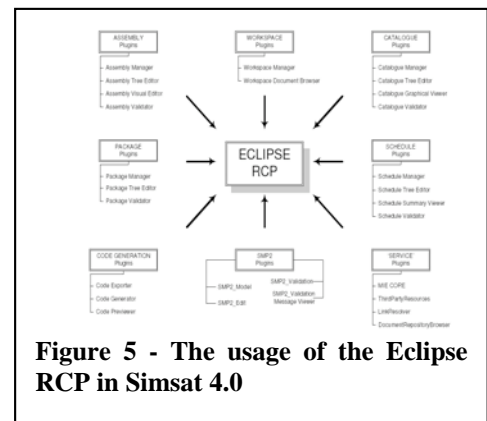 ASSEMBLY
Plugins
Assembly Manager
Assembly Tree Editor
Assembly Visual Editor
Assembly Validator
WORKSPACE
Plugins
Workspace Manager
Workspace Document Browser
CATALOGUE
Plugins
Catalogue Manager
Catalogue Tree Editor
Catalogue Graphical Viewer
Catalogue Validator
PACKAGE
Plugins
Package Manager
Package Tree Editor
Package Validator
ECLIPSE
RCP
SCHEDULE
Plugins
Schedule Manager
Schedule Tree Editor
Schedule Summary Viewer
Schedule Validator
CODE GENERATION
Plugins
Code Exporter
Code Generator
Code Previewer
SMP2
Plugins
SMP2_Model
SMP2_Edit
SMP2_Validation
SMP2_Validation
Message Viewer
SERVICE
Plugins
MIE CORE
ThirdPartyResources
LinkResolver
DocumentRepositoryBrowser
Figure 5 - The usage of the Eclipse
RCP in Simsat 4.0